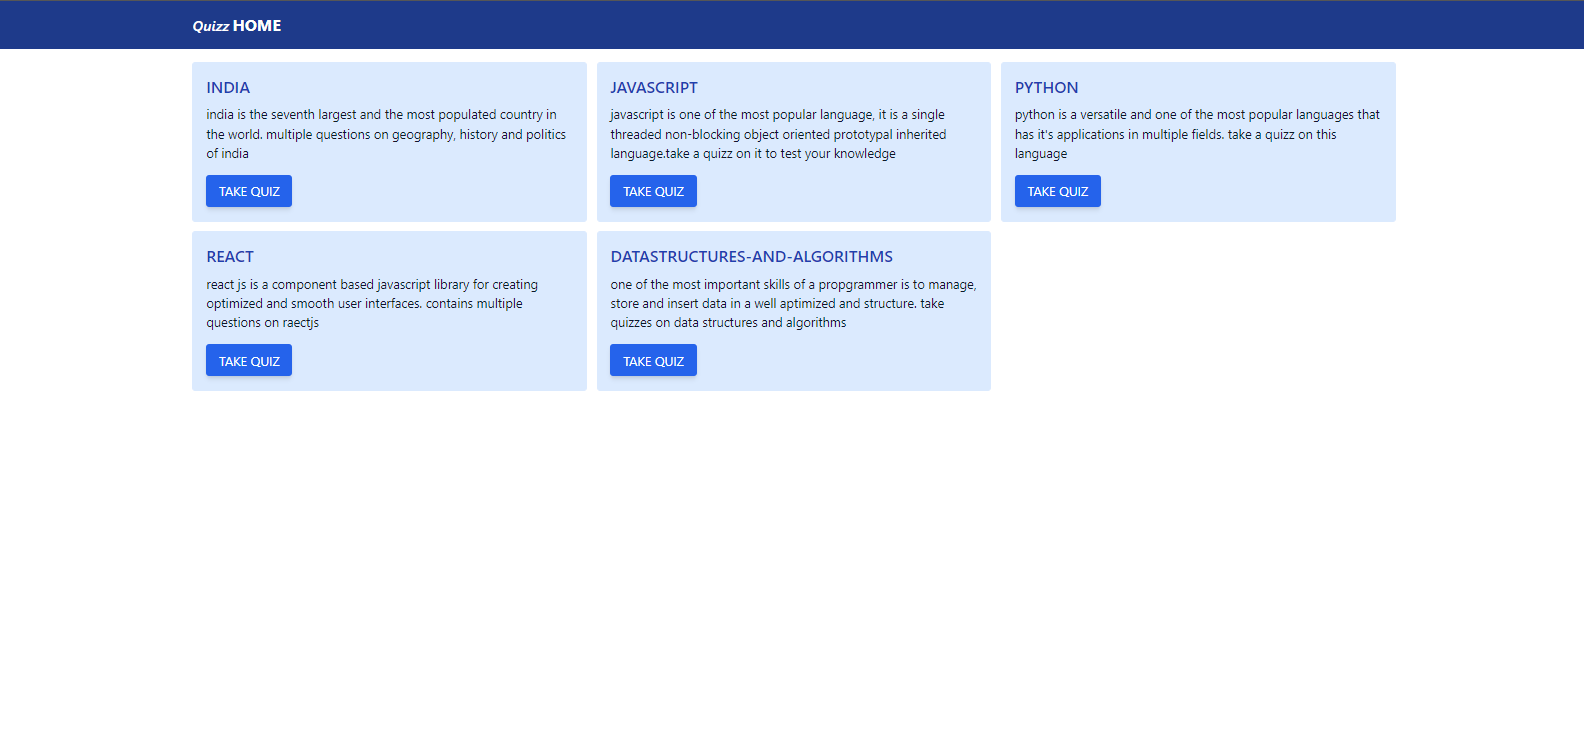 Quizz HOME
INDIA
india is the seventh largest and the most populated country in
the world. multiple questions on geography, history and politics
of india
TAKE QUIZ
JAVASCRIPT
javascript is one of the most popular language, it is a single
threaded non-blocking object oriented prototypal inherited
language.take a quizz on it to test your knowledge
TAKE QUIZ
PYTHON
python is a versatile and one of the most popular languages that
has it's applications in multiple fields. take a quizz on this
language
TAKE QUIZ
REACT
react js is a component based javascript library for creating
optimized and smooth user interfaces. contains multiple
questions on raectjs
TAKE QUIZ
DATASTRUCTURES-AND-ALGORITHMS
one of the most important skills of a propgrammer is to manage,
store and insert data in a well aptimized and structure. take
quizzes on data structures and algorithms
TAKE QUIZ